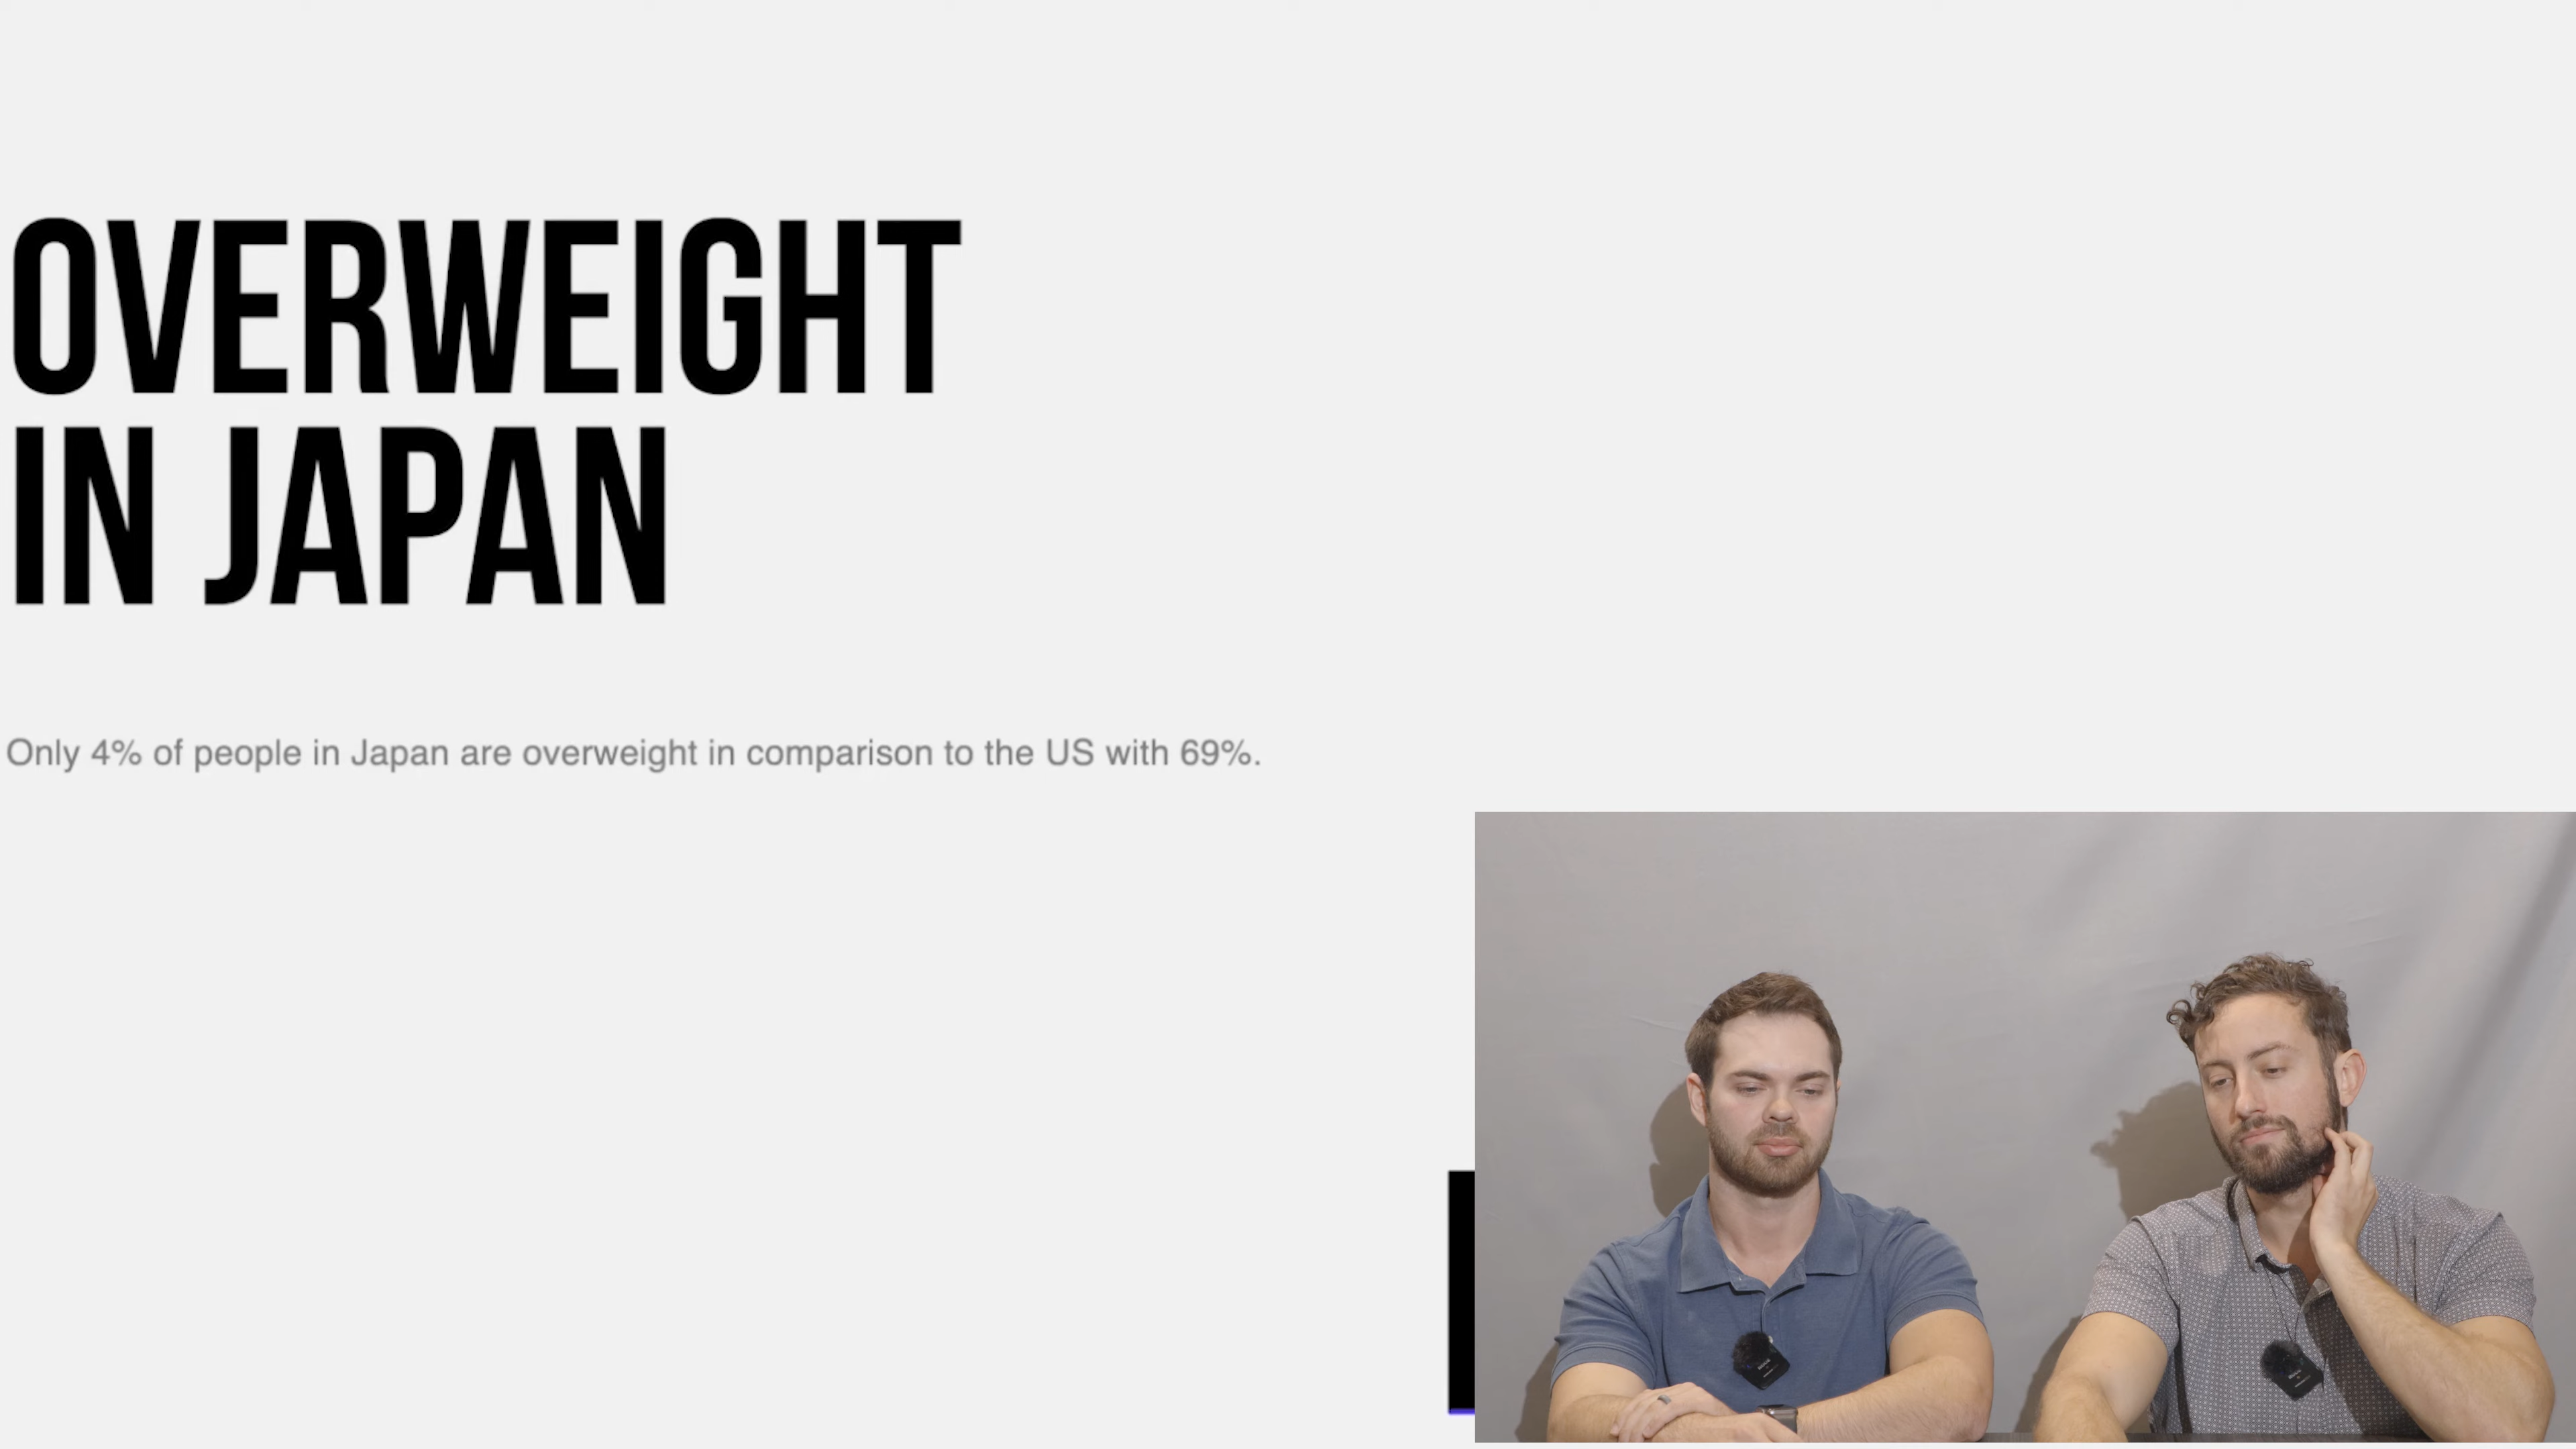 OVERWEIGHT
IN JAPAN
Only 4% of people in Japan are overweight in comparison to the US with 69%.